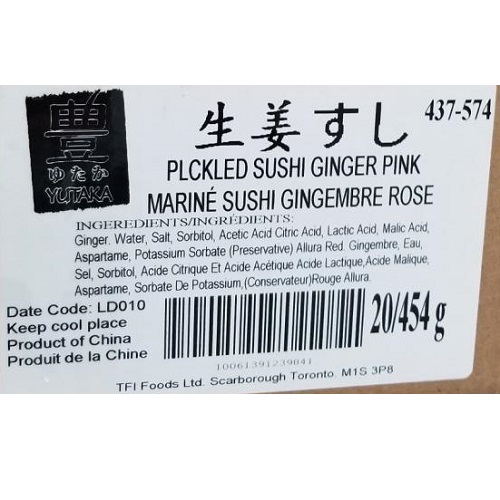 437-574
豊
ゆたか
YUTAKA
生姜すし
PLCKLED SUSHI GINGER PINK
MARINÉ SUSHI GINGEMBRE ROSE
INGEREDIENTS/INGRÉDIENTS:
Ginger. Water, Salt, Sorbitol, Acetic Acid Citric Acid, Lactic Acid, Malic Acid,
Aspartame, Potassium Sorbate (Preservative) Allura Red. Gingembre, Eau,
Sel, Sorbitol, Acide Citrique Et Acide Acétique Acide Lactique,Acide Malique,
Aspartame, Sorbate De Potassium,(Conservateur)Rouge Allura.
Date Code: LD010
Keep cool place
Product of China
Produit de la Chine
20/454 g
10061391239841
TFI Foods Ltd. Scarborough Toronto. M1S 3P8